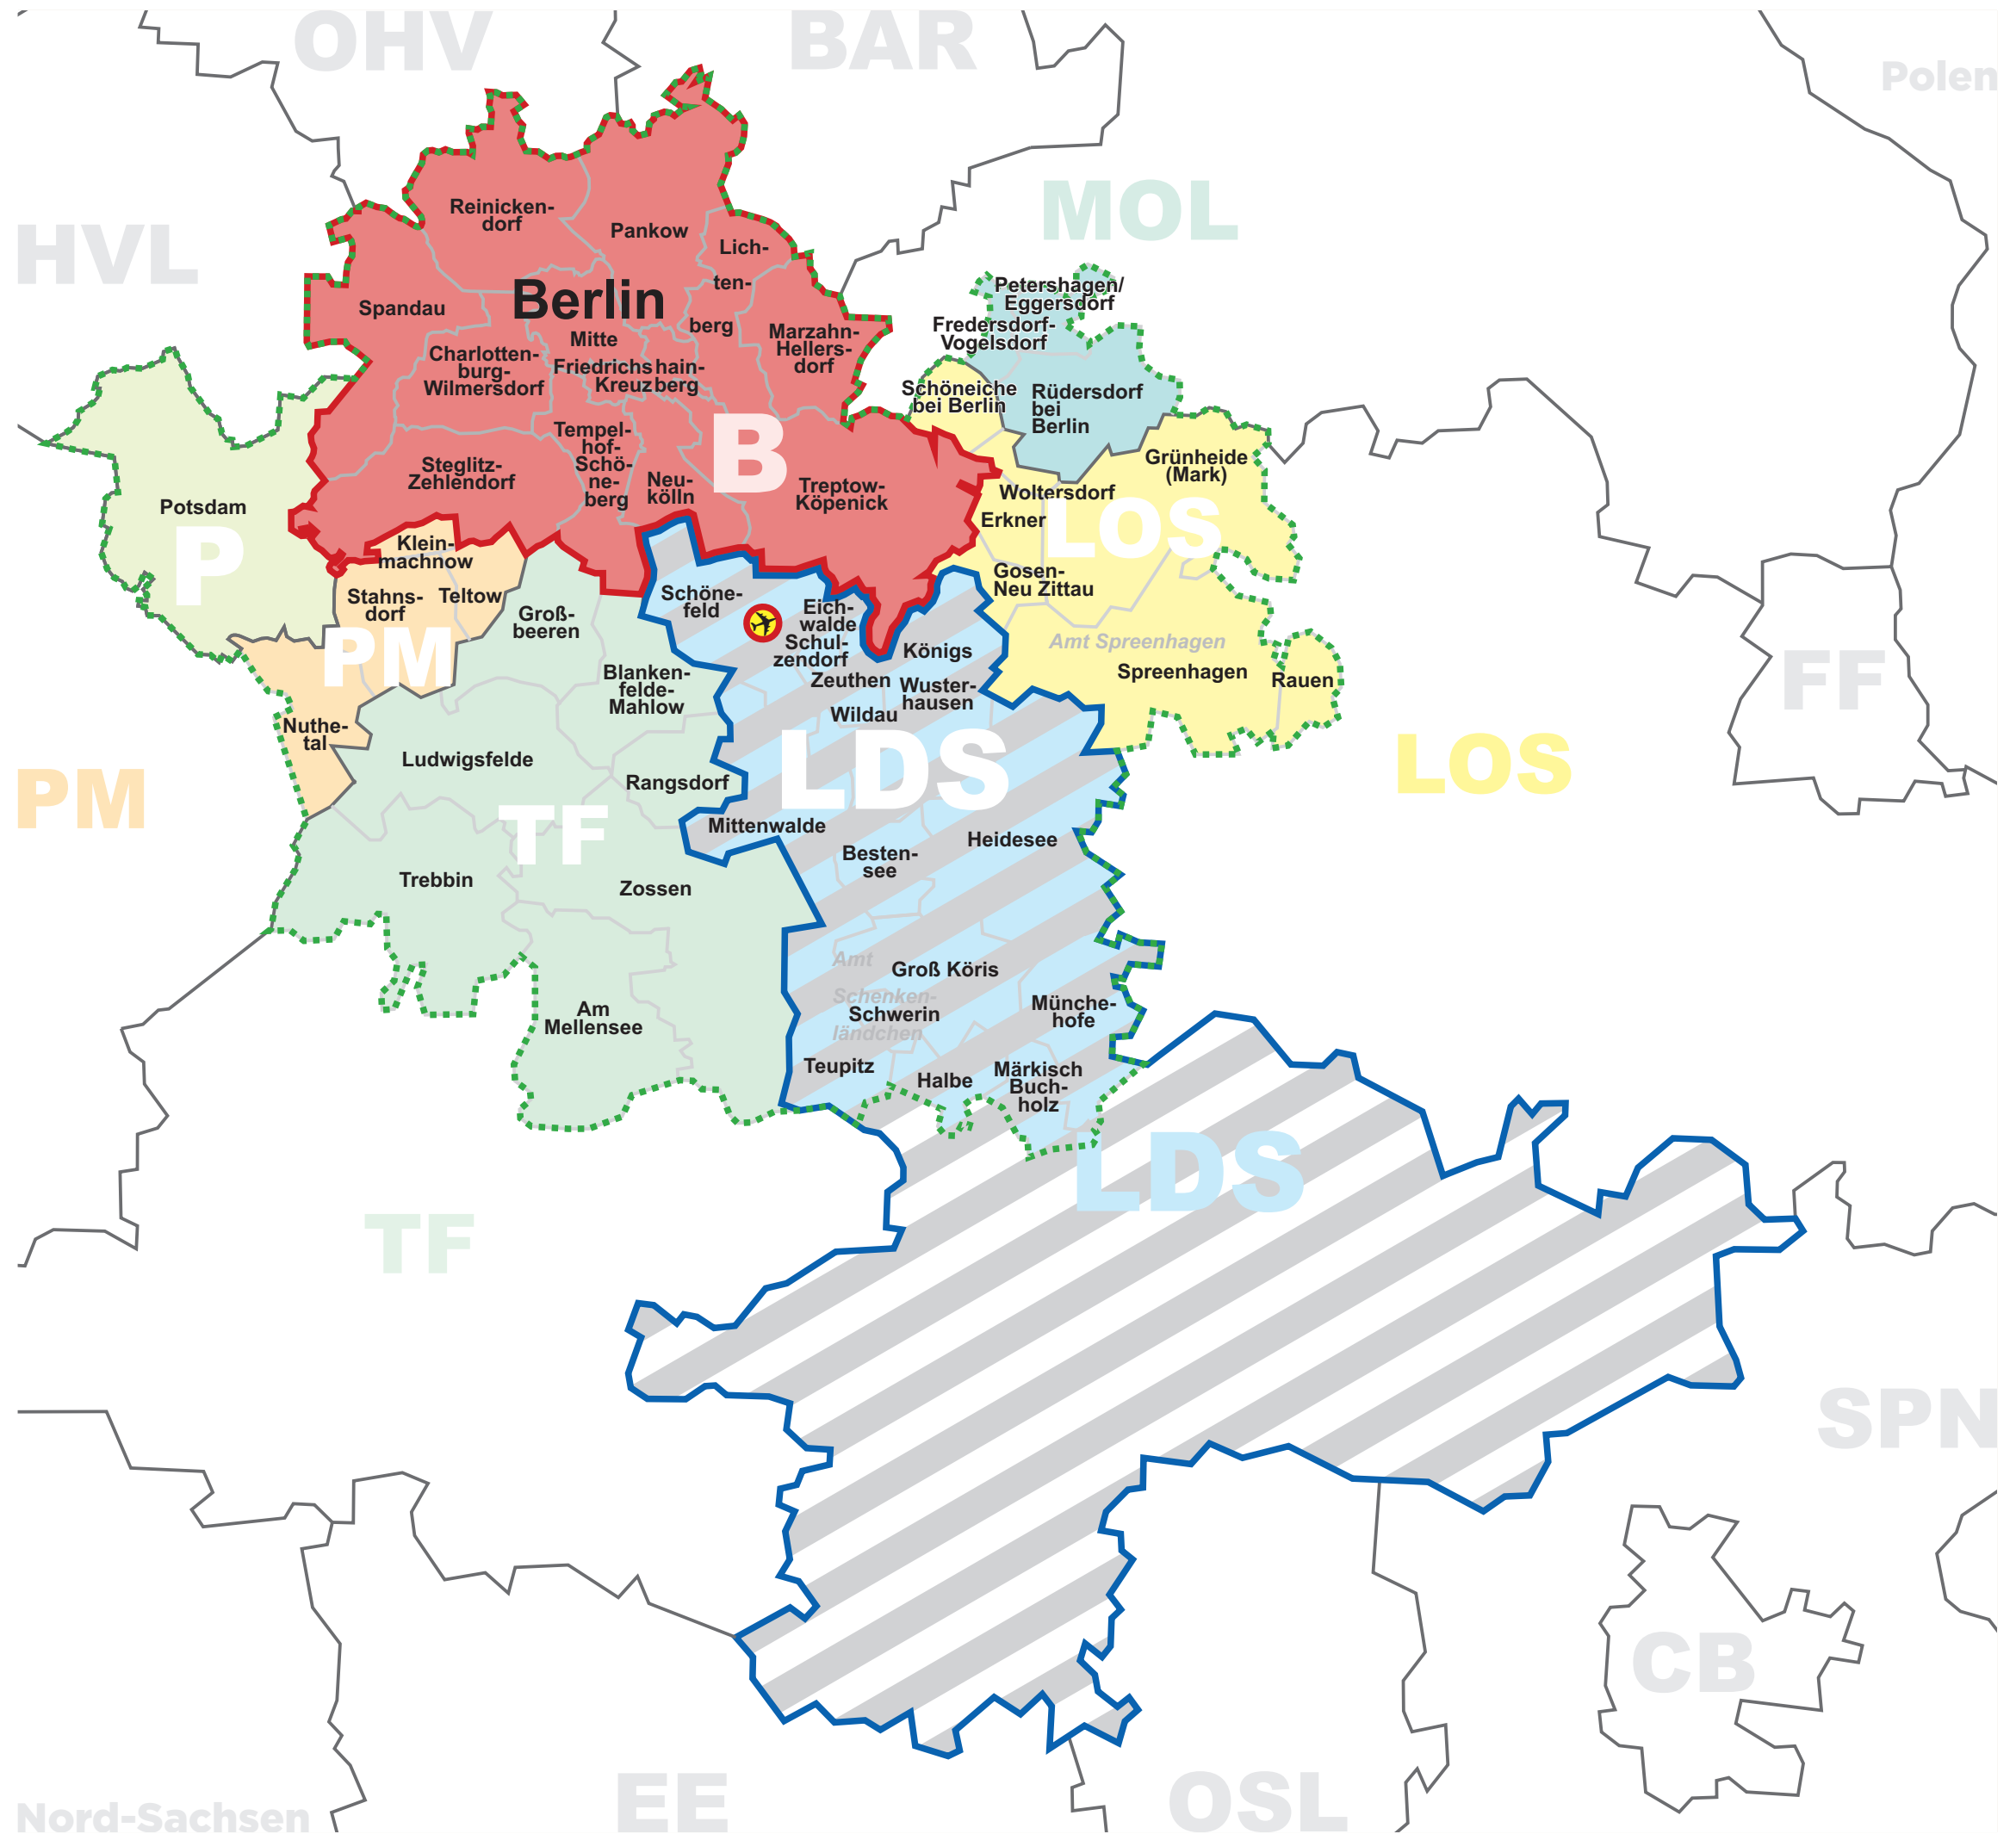 OHV
BAR
Polen
MOL
HVL
Reinicken-
dorf
Pankow
Lich-
ten-
berg
Spandau
Berlin
Mitte
Marzahn-
Hellers-
dorf
Charlotten-
burg-
Wilmersdorf
Friedrichshain-
Kreuzberg
Petershagen/
Eggersdorf
Fredersdorf-
Vogelsdorf
Schöneiche
bei Berlin
Rüdersdorf
bei
Berlin
Grünheide
(Mark)
B
Tempel-
hof-
Schö-
ne-
berg
Steglitz-
Zehlendorf
Neu-
kölln
Treptow-
Köpenick
Woltersdorf
Erkner
LOS
Potsdam
P
Klein-
machnow
Stahns-
dorf
Teltow
PM
Groß-
beeren
Schöne-
feld
Eich-
walde
Schul-
zendorf
Zeuthen
Königs
Wuster-
hausen
Wildau
Gosen-
Neu Zittau
Amt Spreenhagen
Spreenhagen
Rauen
FF
Blanken-
felde-
Mahlow
Nuthe-
tal
Ludwigsfelde
Rangsdorf
LDS
LOS
PM
TF
Mittenwalde
Besten-
see
Heidesee
Trebbin
Zossen
Amt
Schenken-
ländchen
Groß Köris
Schwerin
Münche-
hofe
Am
Mellensee
Teupitz
Halbe
Märkisch
Buch-
holz
LDS
TF
SPN
CB
EE
OSL
Nord-Sachsen